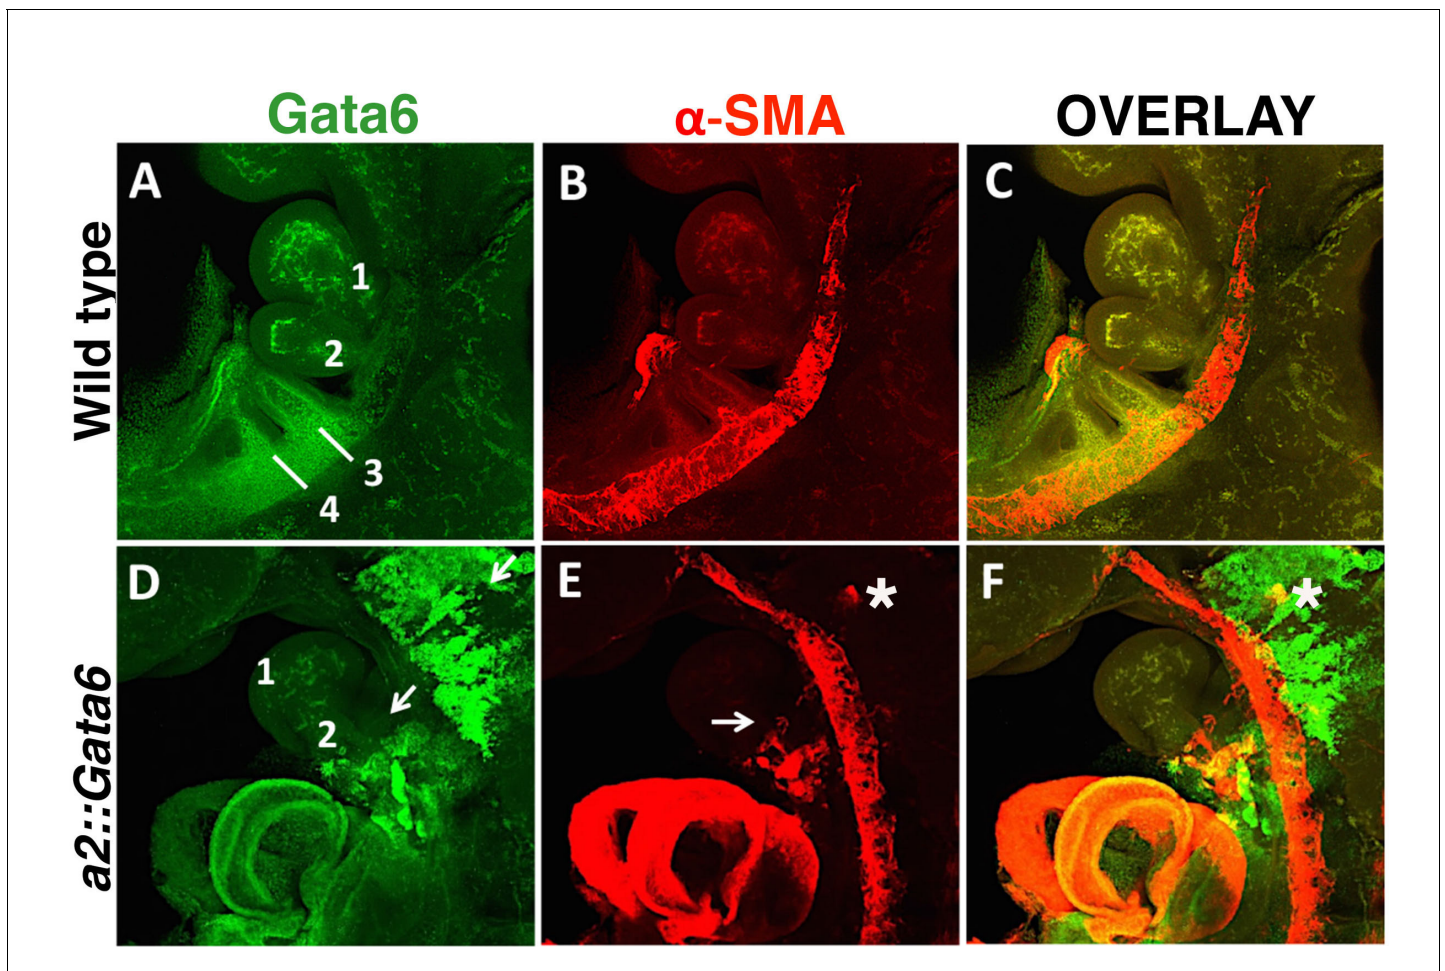 Gata6 α-SMA OVERLAY
Wild type
A B C
1
2
3
4
D E F
* *
1
2
a2::Gata6